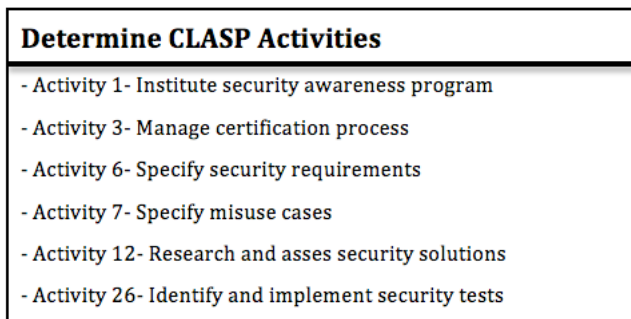 Determine CLASP Activities
- Activity 1- Institute security awareness program
- Activity 3- Manage certification process
- Activity 6- Specify security requirements
- Activity 7- Specify misuse cases
- Activity 12- Research and asses security solutions
- Activity 26- Identify and implement security tests